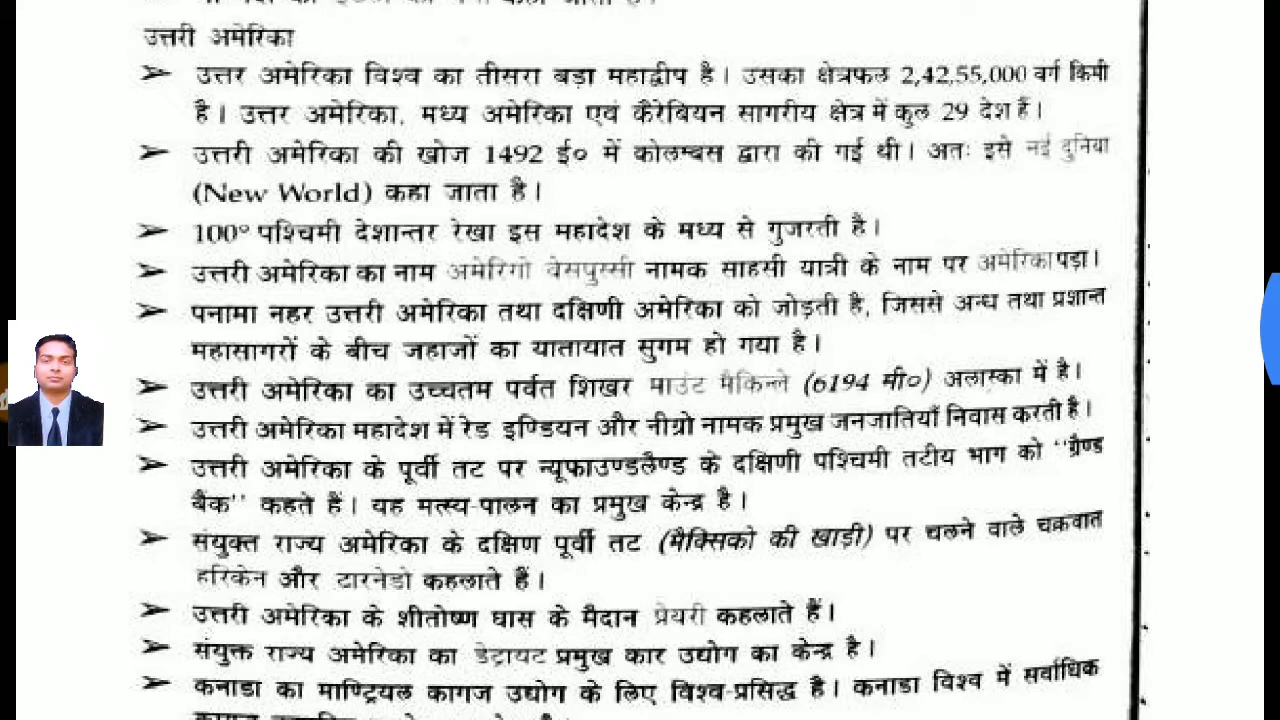 उत्तरी अमेरिका
➢ उत्तर अमेरिका विश्व का तीसरा बड़ा महाद्वीप है। उसका क्षेत्रफल 2,42,55,000 वर्ग किमी
है। उत्तर अमेरिका, मध्य अमेरिका एवं कैरेबियन सागरीय क्षेत्र में कुल 29 देश हैं।
➢ उत्तरी अमेरिका की खोज 1492 ई० में कोलम्बस द्वारा की गई थी। अतः इसे नई दुनिया
(New World) कहा जाता है।
➢ 100° पश्चिमी देशान्तर रेखा इस महादेश के मध्य से गुजरती है।
➢ उत्तरी अमेरिका का नाम अमेरिगो वेसपुस्सी नामक साहसी यात्री के नाम पर अमेरिका पड़ा।
➢ पनामा नहर उत्तरी अमेरिका तथा दक्षिणी अमेरिका को जोड़ती है, जिससे अन्ध तथा प्रशान्त
महासागरों के बीच जहाजों का यातायात सुगम हो गया है।
➢ उत्तरी अमेरिका का उच्चतम पर्वत शिखर माउंट मैकिन्ले (6194 मी०) अलास्का में है।
➢ उत्तरी अमेरिका महादेश में रेड इण्डियन और नीग्रो नामक प्रमुख जनजातियाँ निवास करती है।
➢ उत्तरी अमेरिका के पूर्वी तट पर न्यूफाउण्डलैण्ड के दक्षिणी पश्चिमी तटीय भाग को ''ग्रैण्ड
बैंक'' कहते हैं। यह मत्स्य-पालन का प्रमुख केन्द्र है।
➢ संयुक्त राज्य अमेरिका के दक्षिण पूर्वी तट (मैक्सिको की खाड़ी) पर चलने वाले चक्रवात
हरिकेन और टारनेडो कहलाते हैं।
➢ उत्तरी अमेरिका के शीतोष्ण घास के मैदान प्रेयरी कहलाते हैं।
➢ संयुक्त राज्य अमेरिका का डेट्रायट प्रमुख कार उद्योग का केन्द्र है।
➢ कनाडा का माण्ट्रियल कागज उद्योग के लिए विश्व-प्रसिद्ध है। कनाडा विश्व में सर्वाधिक